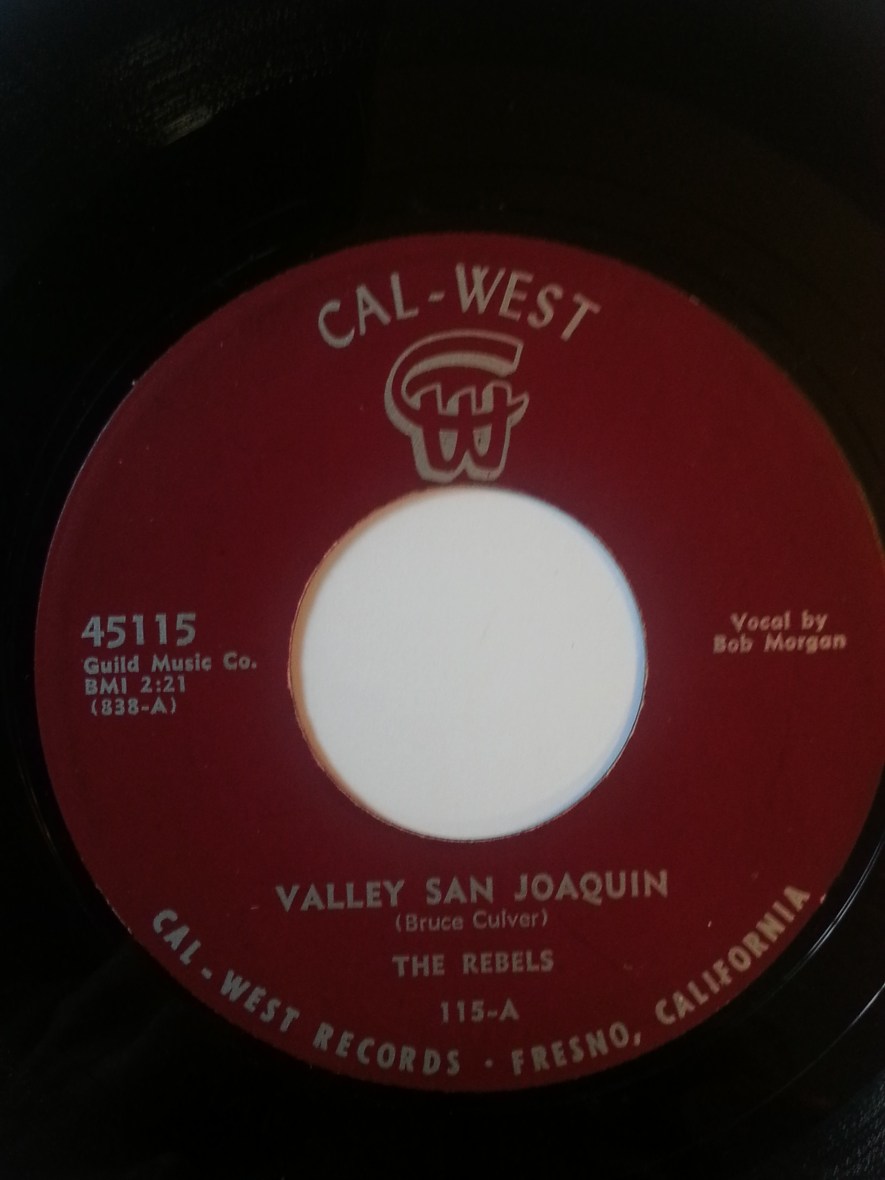 CAL-WEST
CW
45115
Guild Music Co.
BMI 2:21
(838-A)
Vocal by
Bob Morgan
VALLEY SAN JOAQUIN
(Bruce Culver)
THE REBELS
115-A
CAL-WEST RECORDS · FRESNO, CALIFORNIA